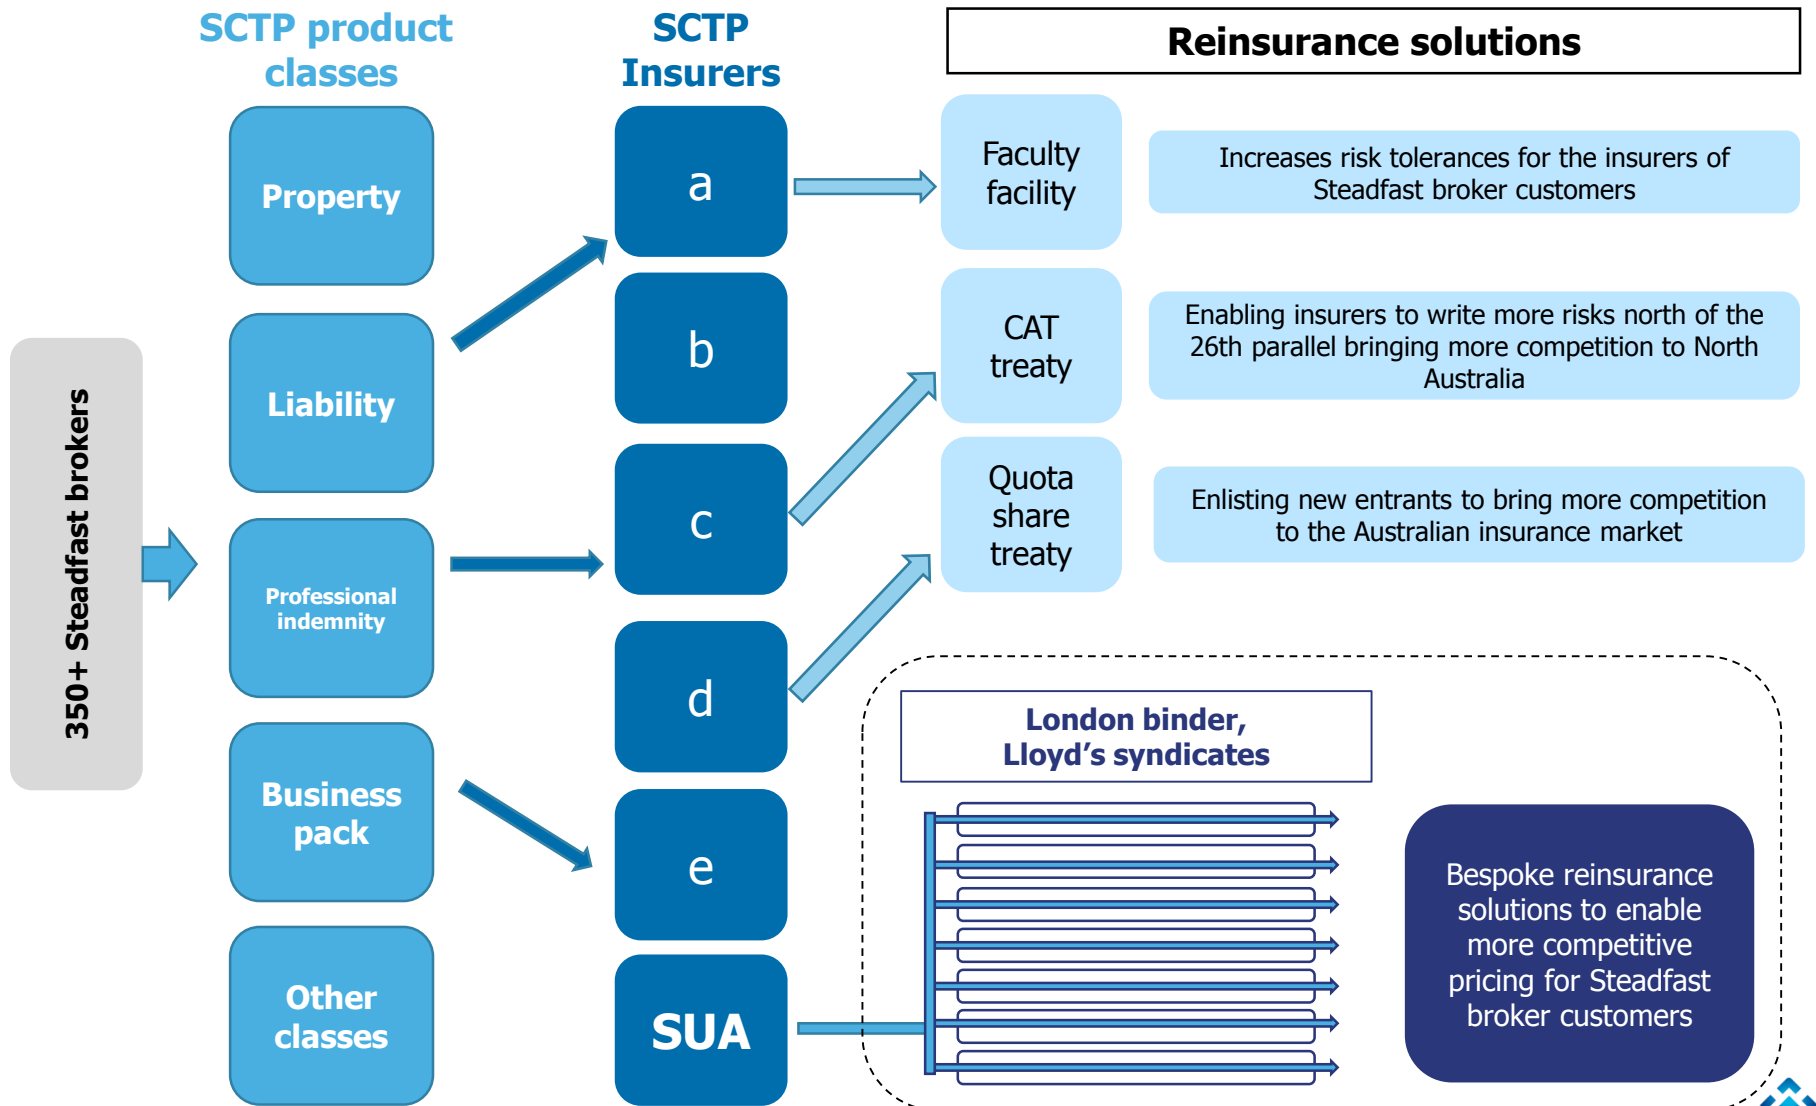 SCTP product
classes
SCTP
Insurers
Reinsurance solutions
350+ Steadfast brokers
Property
Liability
Professional
indemnity
Business
pack
Other
classes
a
b
c
d
e
SUA
Faculty
facility
Increases risk tolerances for the insurers of
Steadfast broker customers
CAT
treaty
Enabling insurers to write more risks north of the
26th parallel bringing more competition to North
Australia
Quota
share
treaty
Enlisting new entrants to bring more competition
to the Australian insurance market
London binder,
Lloyd’s syndicates
Bespoke reinsurance
solutions to enable
more competitive
pricing for Steadfast
broker customers